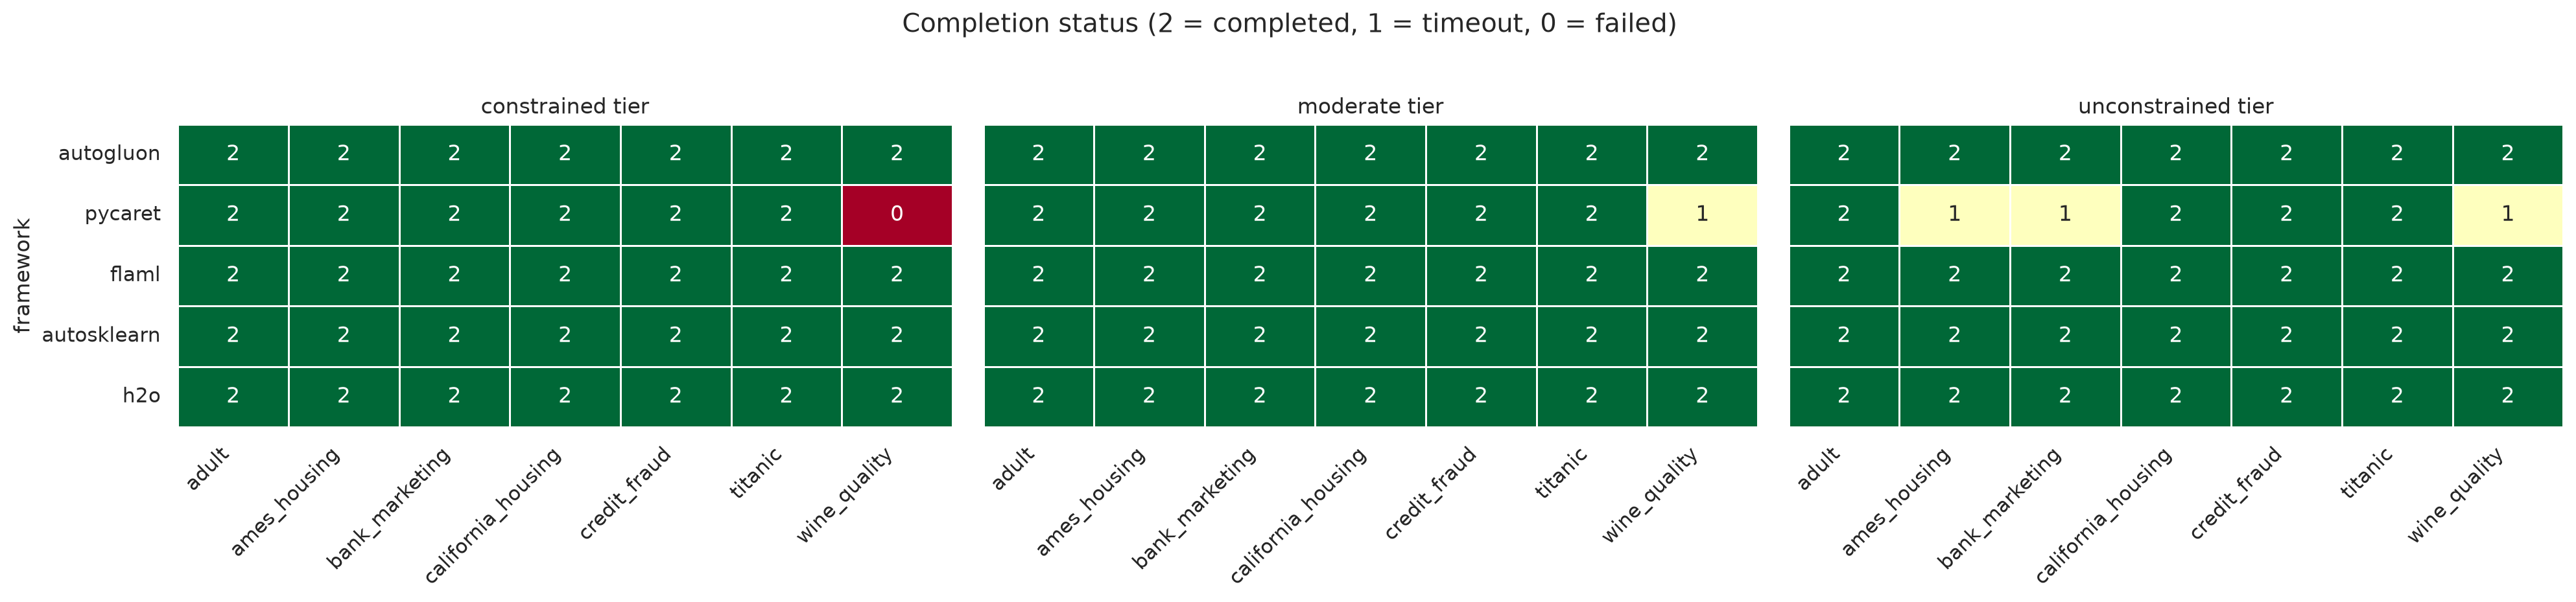 Completion status (2 = completed, 1 = timeout, 0 = failed)
constrained tier moderate tier unconstrained tier
framework
autogluon 2 2 2 2 2 2 2 2 2 2 2 2 2 2 2 2 2 2 2 2 2
pycaret 2 2 2 2 2 2 0 2 2 2 2 2 2 1 2 1 1 2 2 2 1
flaml 2 2 2 2 2 2 2 2 2 2 2 2 2 2 2 2 2 2 2 2 2
autosklearn 2 2 2 2 2 2 2 2 2 2 2 2 2 2 2 2 2 2 2 2 2
h2o 2 2 2 2 2 2 2 2 2 2 2 2 2 2 2 2 2 2 2 2 2
adult ames_housing bank_marketing california_housing credit_fraud titanic wine_quality adult ames_housing bank_marketing california_housing credit_fraud titanic wine_quality adult ames_housing bank_marketing california_housing credit_fraud titanic wine_quality